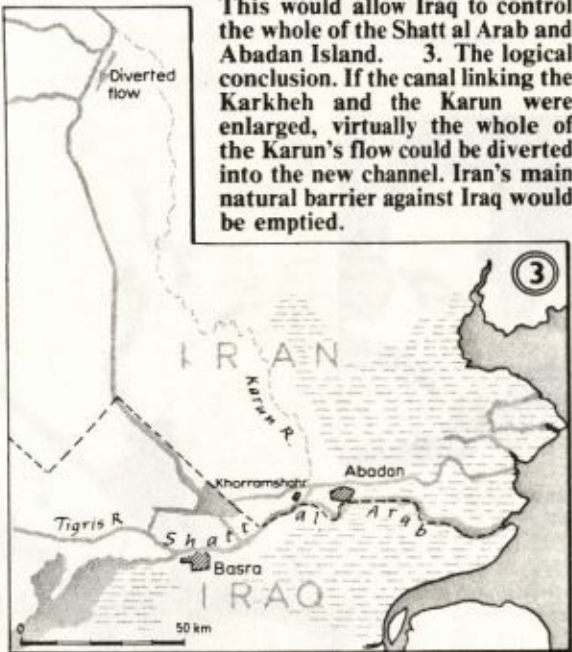 This would allow Iraq to control
the whole of the Shatt al Arab and
Abadan Island. 3. The logical
conclusion. If the canal linking the
Karkheh and the Karun were
enlarged, virtually the whole of
the Karun's flow could be diverted
into the new channel. Iran's main
natural barrier against Iraq would
be emptied.
Diverted
flow
3
IRAN
Karun R.
Khorramshahr
Abadan
Tigris R
Shatt al Arab
Basra
IRAQ
0 50 km